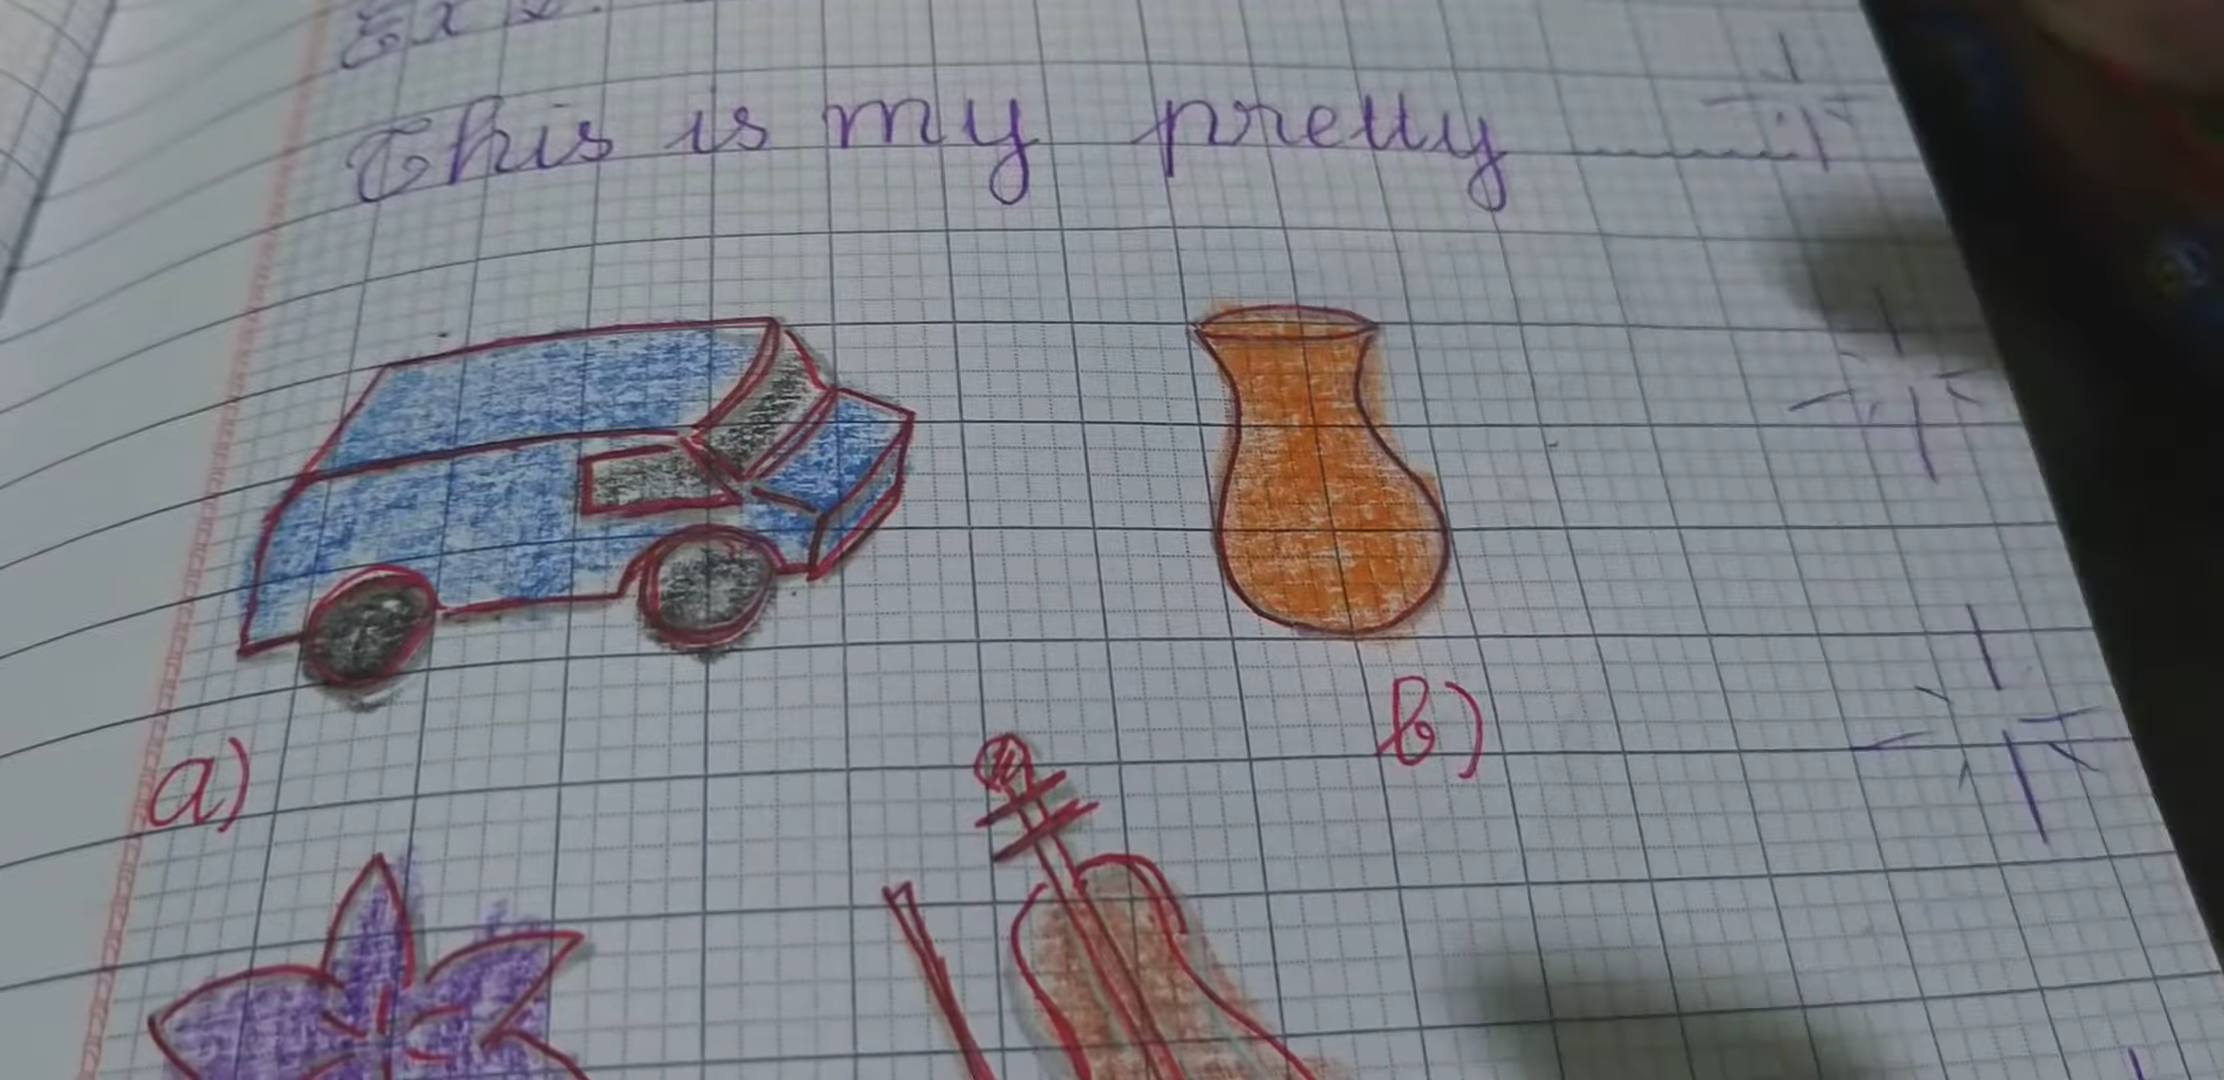 This is my pretty ..........
a)
b)